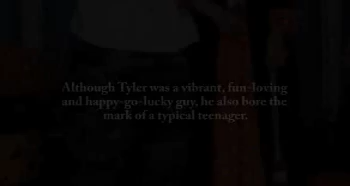 Although Tyler was a vibrant, fun-loving
and happy-go-lucky guy, he also bore the
mark of a typical teenager.